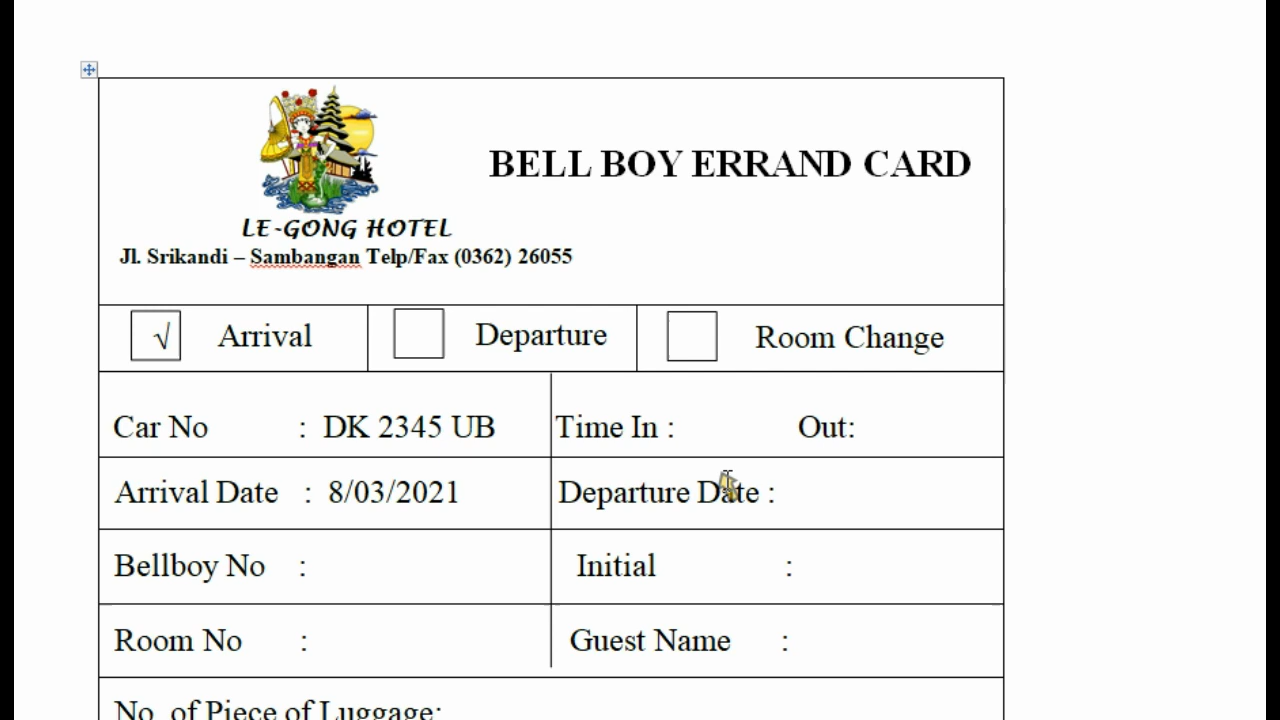 BELL BOY ERRAND CARD
LE-GONG HOTEL
Jl. Srikandi – Sambangan Telp/Fax (0362) 26055
√ Arrival Departure Room Change
Car No : DK 2345 UB Time In : Out:
Arrival Date : 8/03/2021 Departure Date :
Bellboy No : Initial :
Room No : Guest Name :
No. of Piece of Luggage: